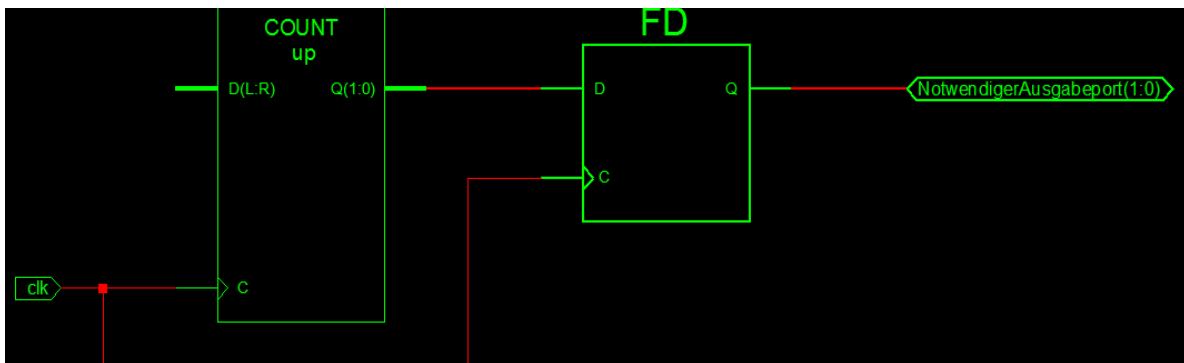 COUNT
up
FD
D(L:R)
Q(1:0)
D
Q
NotwendigerAusgabeport(1:0)
C
clk
C